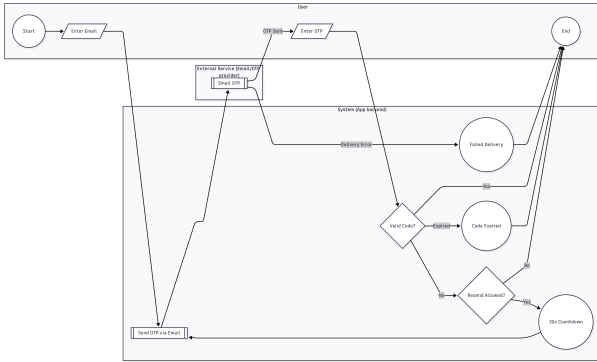 User
Start
Enter Email
OTP Sent
Enter OTP
End
External Service (Email/OTP
provider)
Email OTP
System (App backend)
Delivery Error
Failed Delivery
Yes
Valid Code?
Expired
Code Expired
No
No
Resend Allowed?
Yes
30s Countdown
Send OTP via Email